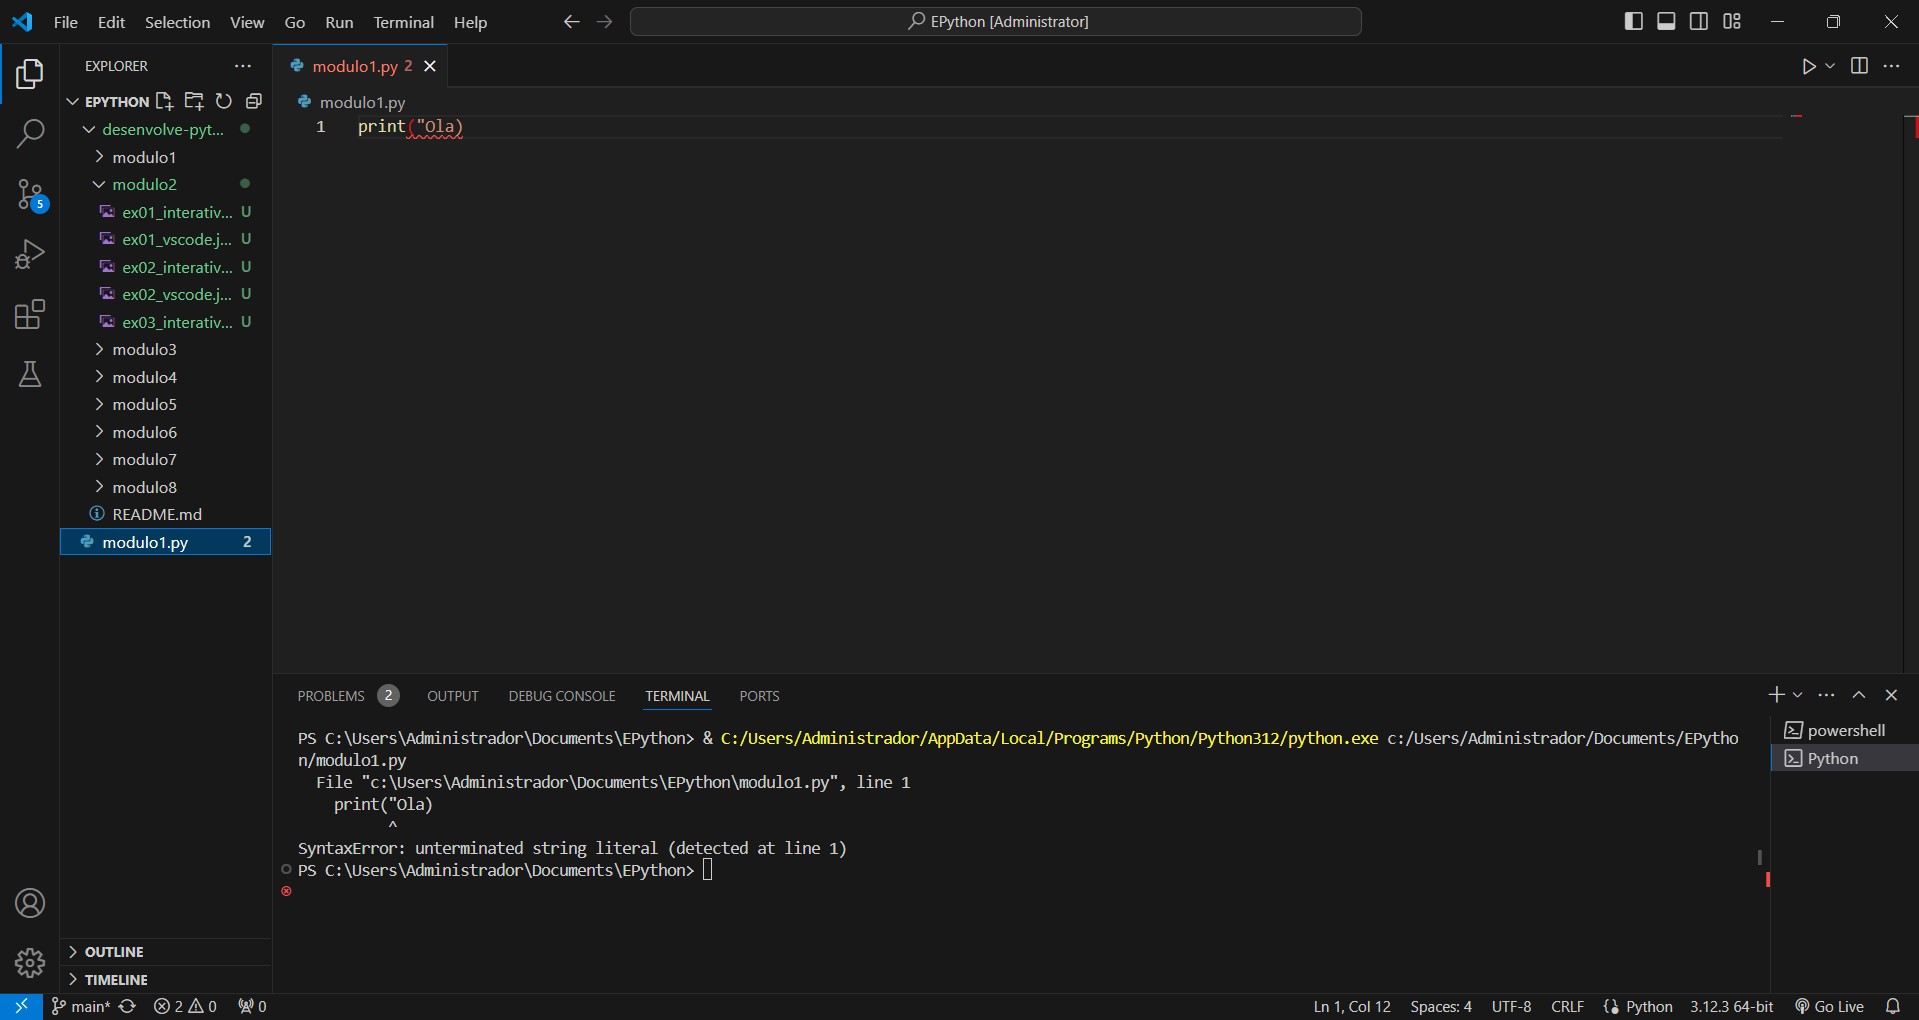 File Edit Selection View Go Run Terminal Help
EPython [Administrator]
EXPLORER
EPYTHON
desenvolve-pyt...
modulo1
modulo2
ex01_interativ... U
ex01_vscode.j... U
ex02_interativ... U
ex02_vscode.j... U
ex03_interativ... U
modulo3
modulo4
modulo5
modulo6
modulo7
modulo8
README.md
modulo1.py 2
OUTLINE
TIMELINE
5
modulo1.py 2
modulo1.py
1 print("Ola)
PROBLEMS 2 OUTPUT DEBUG CONSOLE TERMINAL PORTS
PS C:\Users\Administrador\Documents\EPython> & C:/Users/Administrador/AppData/Local/Programs/Python/Python312/python.exe c:/Users/Administrador/Documents/EPytho
n/modulo1.py
File "c:\Users\Administrador\Documents\EPython\modulo1.py", line 1
print("Ola)
^
SyntaxError: unterminated string literal (detected at line 1)
PS C:\Users\Administrador\Documents\EPython>
powershell
Python
main* 2 0 0 Ln 1, Col 12 Spaces: 4 UTF-8 CRLF Python 3.12.3 64-bit Go Live